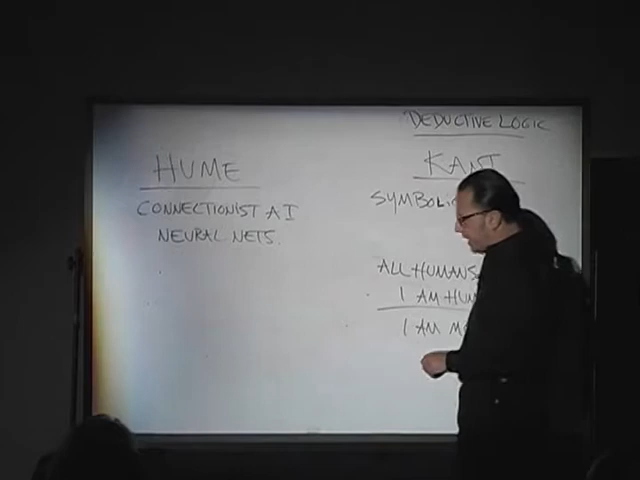 DEDUCTIVE LOGIC
HUME
KANT
CONNECTIONIST AI
NEURAL NETS.
ALL HUMANS
I AM
I AM